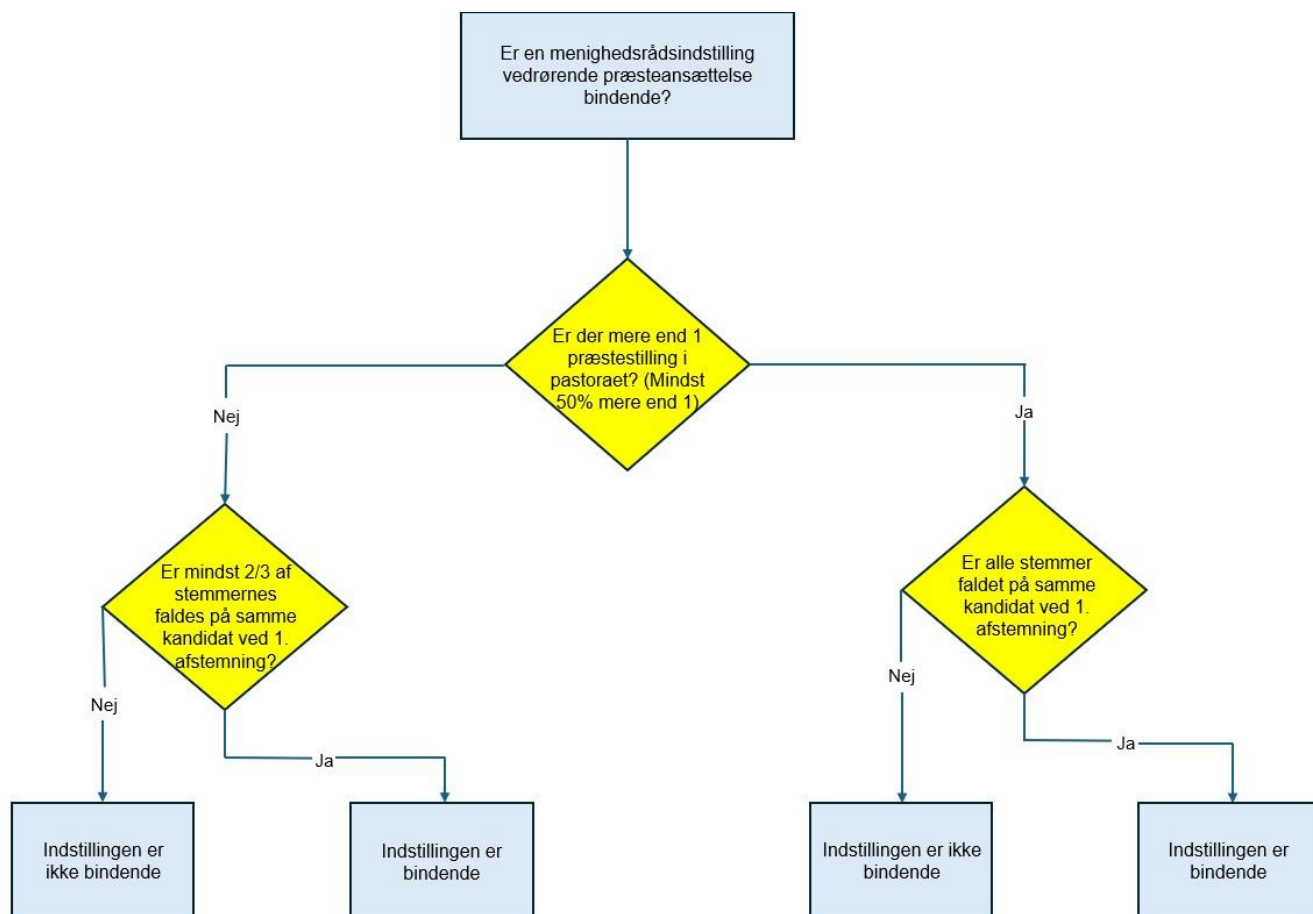 Er en menighedsrådsindstilling
vedrørende præsteansættelse
bindende?
Er der mere end 1
præstestilling i
pastoraet? (Mindst
50% mere end 1)
Nej
Ja
Er mindst 2/3 af
stemmernes
faldes på samme
kandidat ved 1.
afstemning?
Er alle stemmer
faldet på samme
kandidat ved 1.
afstemning?
Nej
Ja
Nej
Ja
Indstillingen er
ikke bindende
Indstillingen er
bindende
Indstillingen er ikke
bindende
Indstillingen er
bindende